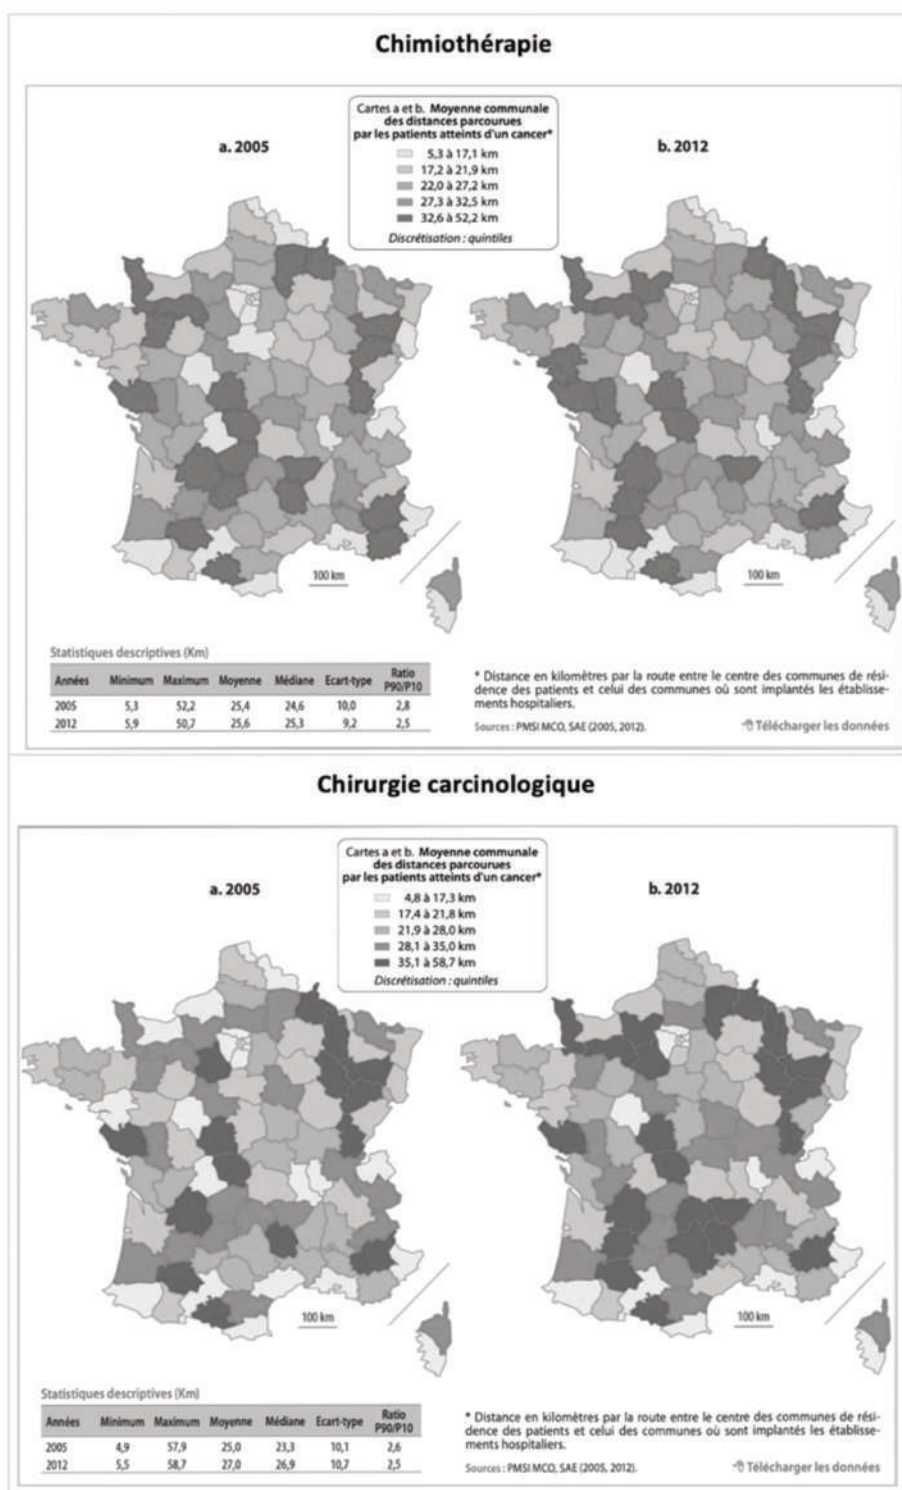 Chimiothérapie
Cartes a et b. Moyenne communale
des distances parcourues
par les patients atteints d'un cancer*
5,3 à 17,1 km
17,2 à 21,9 km
22,0 à 27,2 km
27,3 à 32,5 km
32,6 à 52,2 km
Discrétisation : quintiles
a. 2005
b. 2012
100 km
100 km
Statistiques descriptives (Km)
Années Minimum Maximum Moyenne Médiane Ecart-type Ratio P90/P10
2005 5,3 52,2 25,4 24,6 10,0 2,8
2012 5,9 50,7 25,6 25,3 9,2 2,5
* Distance en kilomètres par la route entre le centre des communes de rési-
dence des patients et celui des communes où sont implantés les établisse-
ments hospitaliers.
Sources : PMSI MCO, SAE (2005, 2012).
Télécharger les données
Chirurgie carcinologique
Cartes a et b. Moyenne communale
des distances parcourues
par les patients atteints d'un cancer*
4,8 à 17,3 km
17,4 à 21,8 km
21,9 à 28,0 km
28,1 à 35,0 km
35,1 à 58,7 km
Discrétisation : quintiles
a. 2005
b. 2012
100 km
100 km
Statistiques descriptives (Km)
Années Minimum Maximum Moyenne Médiane Ecart-type Ratio P90/P10
2005 4,9 57,9 25,0 23,3 10,1 2,6
2012 5,5 58,7 27,0 26,9 10,7 2,5
* Distance en kilomètres par la route entre le centre des communes de rési-
dence des patients et celui des communes où sont implantés les établisse-
ments hospitaliers.
Sources : PMSI MCO, SAE (2005, 2012).
Télécharger les données